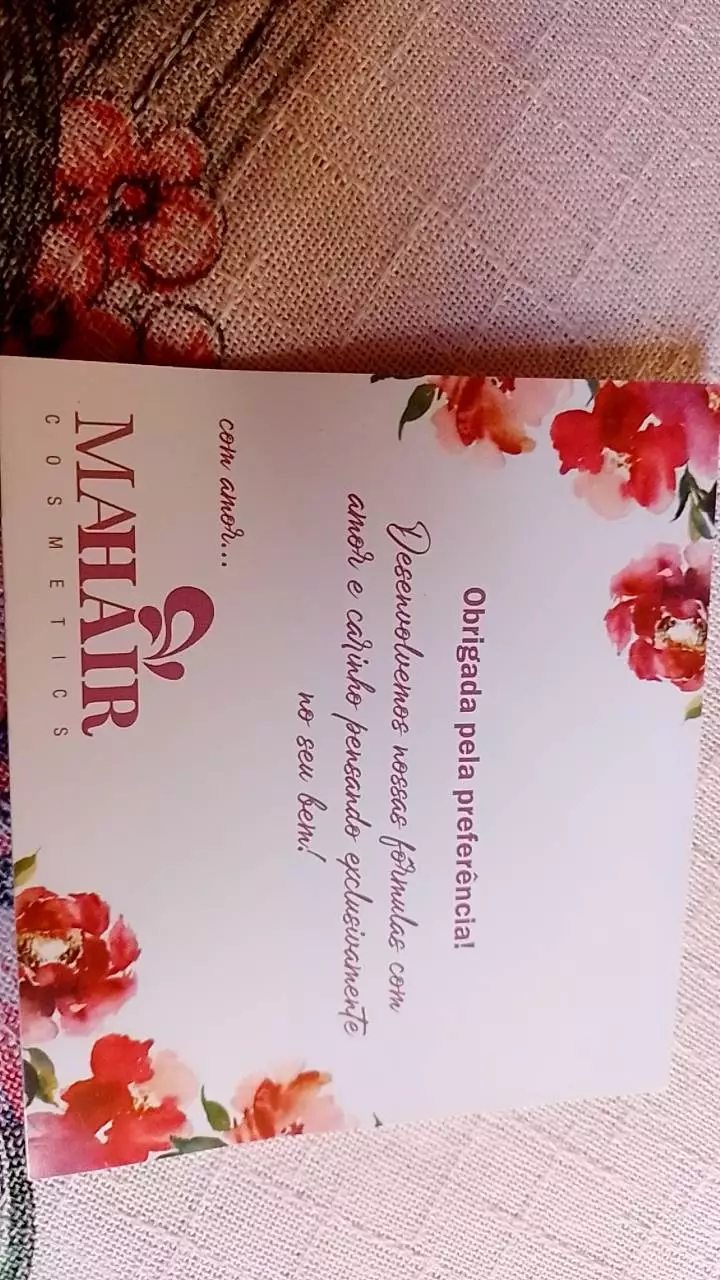 Obrigada pela preferência!
Desenvolvemos nossas fórmulas com
amor e carinho pensando exclusivamente
no seu bem!
com amor...
MAHAIR
COSMETICS